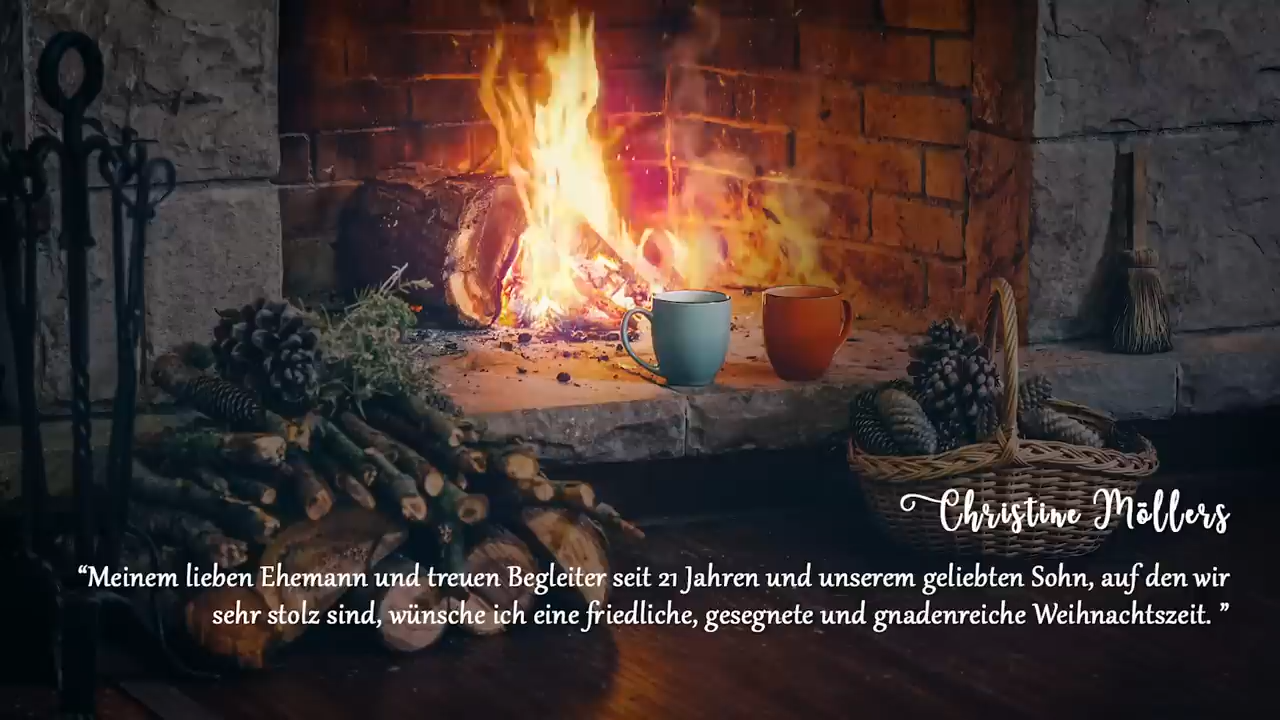 Christine Möllers
“Meinem lieben Ehemann und treuen Begleiter seit 21 Jahren und unserem geliebten Sohn, auf den wir
sehr stolz sind, wünsche ich eine friedliche, gesegnete und gnadenreiche Weihnachtszeit. ”